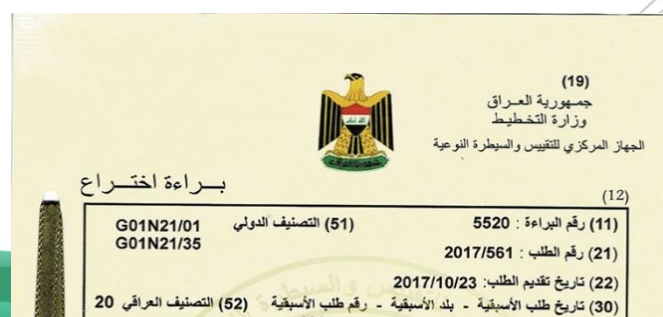 (19)
جمهورية العراق
وزارة التخطيط
الجهاز المركزي للتقييس والسيطرة النوعية
براءة اختراع
(12)
(11) رقم البراءة : 5520 (51) التصنيف الدولي G01N21/01
G01N21/35
(21) رقم الطلب : 2017/561
(22) تاريخ تقديم الطلب: 2017/10/23
(30) تاريخ طلب الأسبقية - بلد الأسبقية - رقم طلب الأسبقية (52) التصنيف العراقي 20